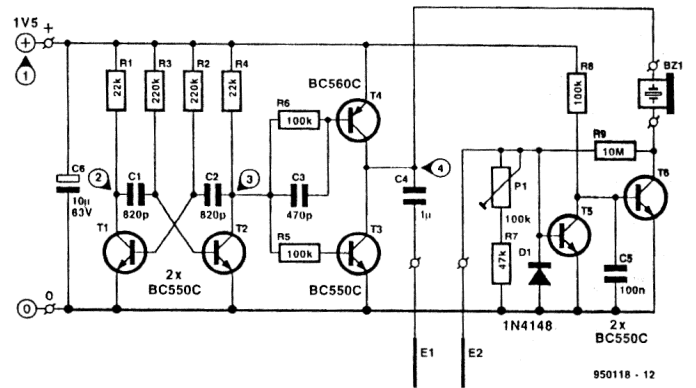 1V5 +
1
R1
22k
R3
220k
R2
220k
R4
22k
BC560C
T4
R6
100k
R8
100k
BZ1
R9
10M
C6
10µ
63V
2
C1
820p
C2
820p
3
C3
470p
C4
1µ
4
P1
100k
T6
T1
T2
R5
100k
T3
R7
47k
D1
T5
C5
100n
2x
BC550C
BC550C
0 0
1N4148
2x
BC550C
E1
E2
950118 - 12